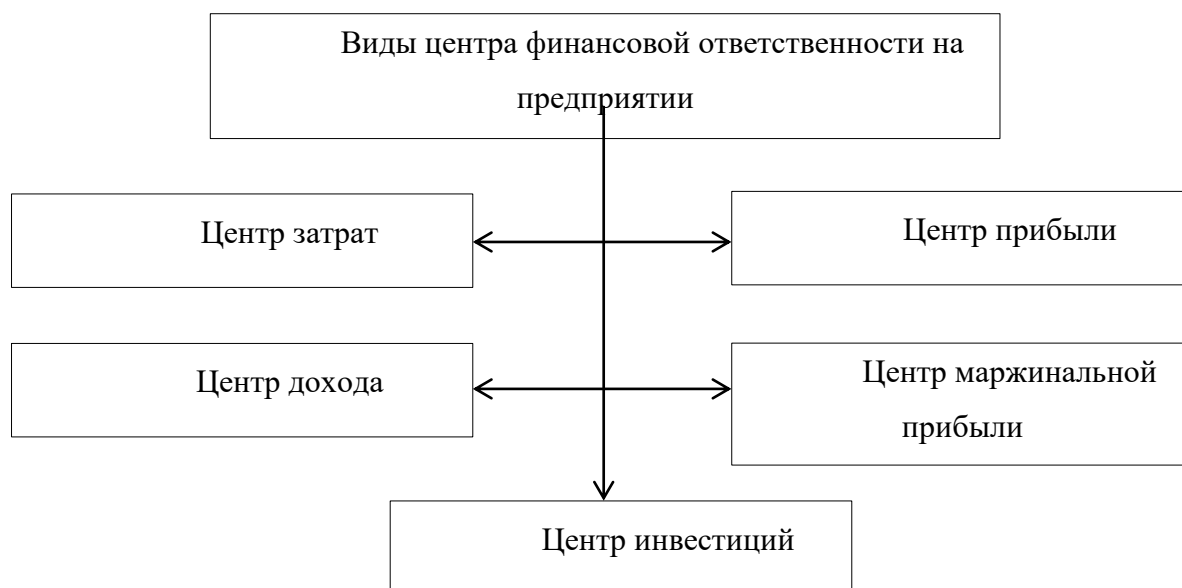 Виды центра финансовой ответственности на
предприятии
Центр затрат
Центр прибыли
Центр дохода
Центр маржинальной
прибыли
Центр инвестиций